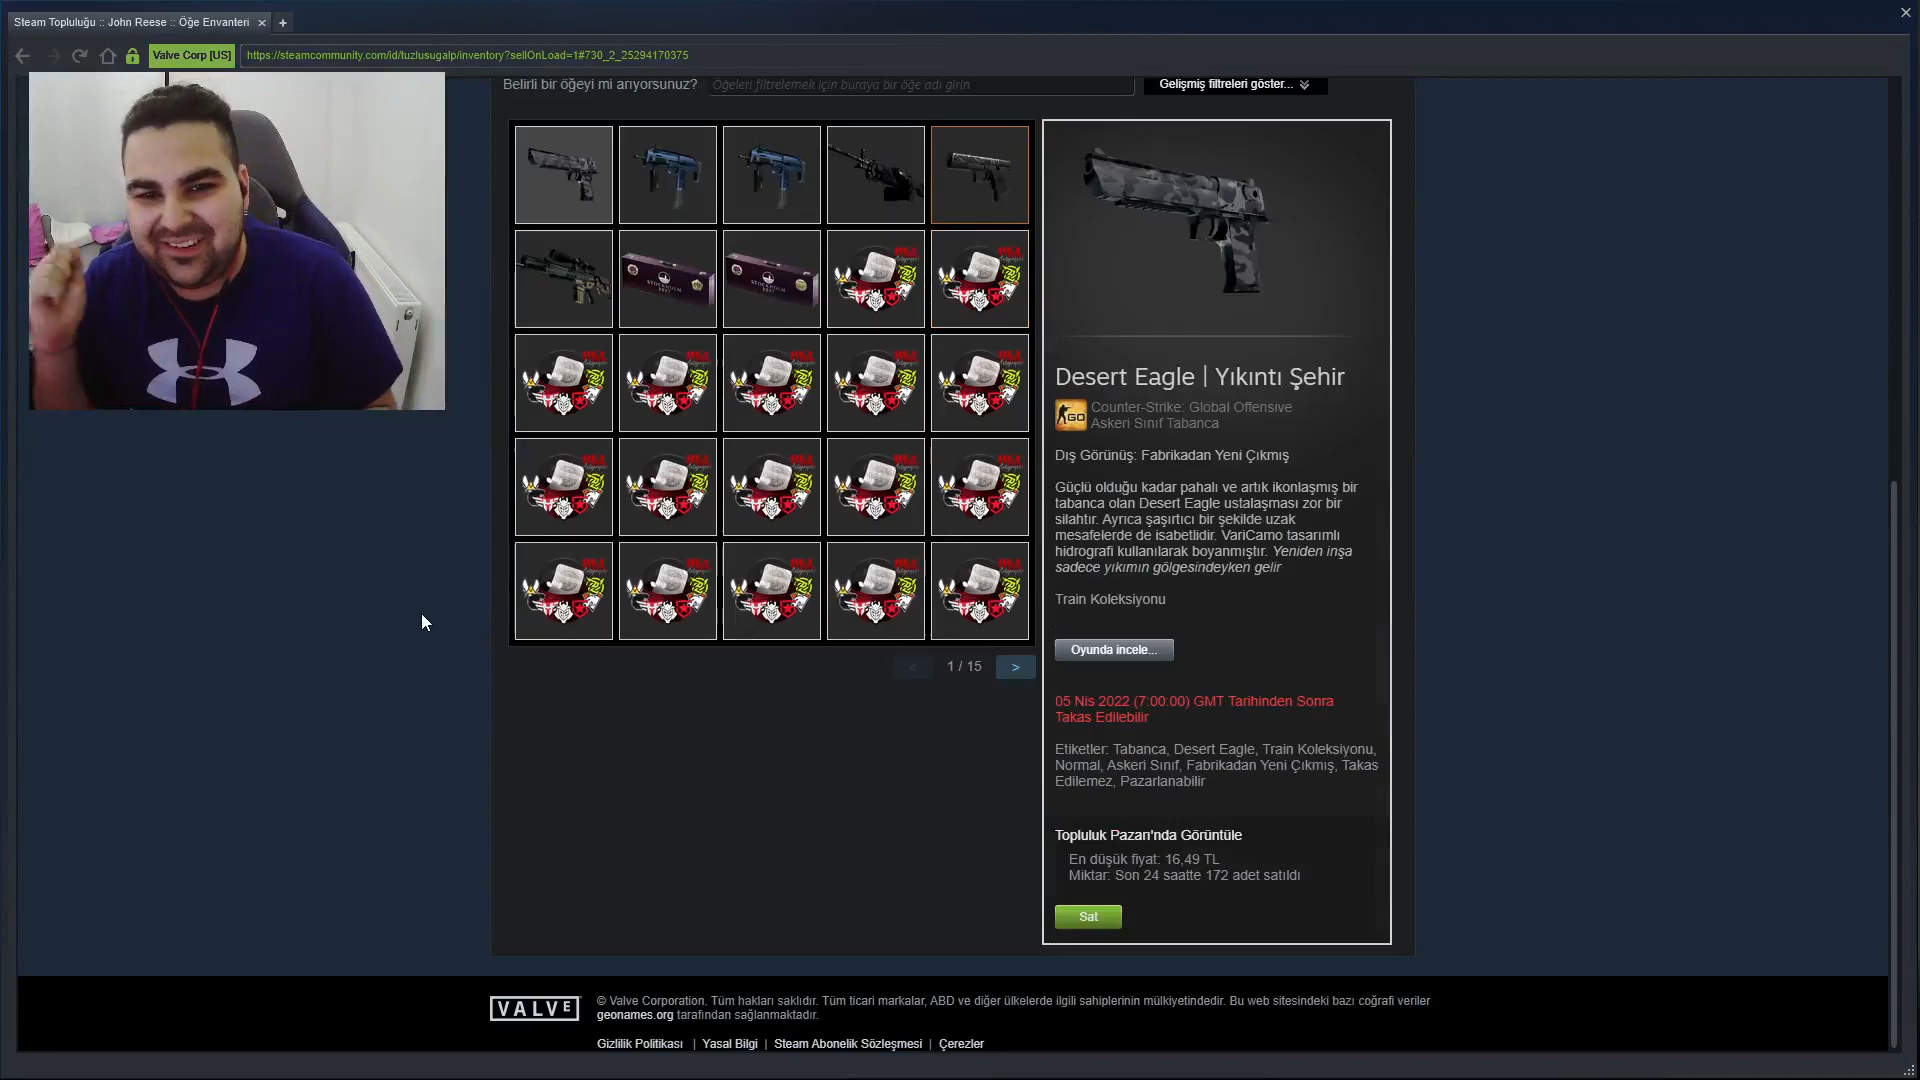 Steam Topluluğu :: John Reese :: Öğe Envanteri
Valve Corp [US]
https://steamcommunity.com/id/tuzlusugalp/inventory?sellOnLoad=1#730_2_25294170375
Belirli bir öğeyi mi arıyorsunuz?
Öğeleri filtrelemek için buraya bir öğe adı girin
Gelişmiş filtreleri göster...
STOCKHOLM
STOCKHOLM
1 / 15
Desert Eagle | Yıkıntı Şehir
Counter-Strike: Global Offensive
Askeri Sınıf Tabanca
Dış Görünüş: Fabrikadan Yeni Çıkmış
Güçlü olduğu kadar pahalı ve artık ikonlaşmış bir
tabanca olan Desert Eagle ustalaşması zor bir
silahtır. Ayrıca şaşırtıcı bir şekilde uzak
mesafelerde de isabetlidir. VariCamo tasarımlı
hidrografi kullanılarak boyanmıştır. Yeniden inşa
sadece yıkımın gölgesindeyken gelir
Train Koleksiyonu
Oyunda incele...
05 Nis 2022 (7:00:00) GMT Tarihinden Sonra
Takas Edilebilir
Etiketler: Tabanca, Desert Eagle, Train Koleksiyonu,
Normal, Askeri Sınıf, Fabrikadan Yeni Çıkmış, Takas
Edilemez, Pazarlanabilir
Topluluk Pazarı'nda Görüntüle
En düşük fiyat: 16,49 TL
Miktar: Son 24 saatte 172 adet satıldı
Sat
VALVE
© Valve Corporation. Tüm hakları saklıdır. Tüm ticari markalar, ABD ve diğer ülkelerde ilgili sahiplerinin mülkiyetindedir. Bu web sitesindeki bazı coğrafi veriler
geonames.org tarafından sağlanmaktadır.
Gizlilik Politikası | Yasal Bilgi | Steam Abonelik Sözleşmesi | Çerezler